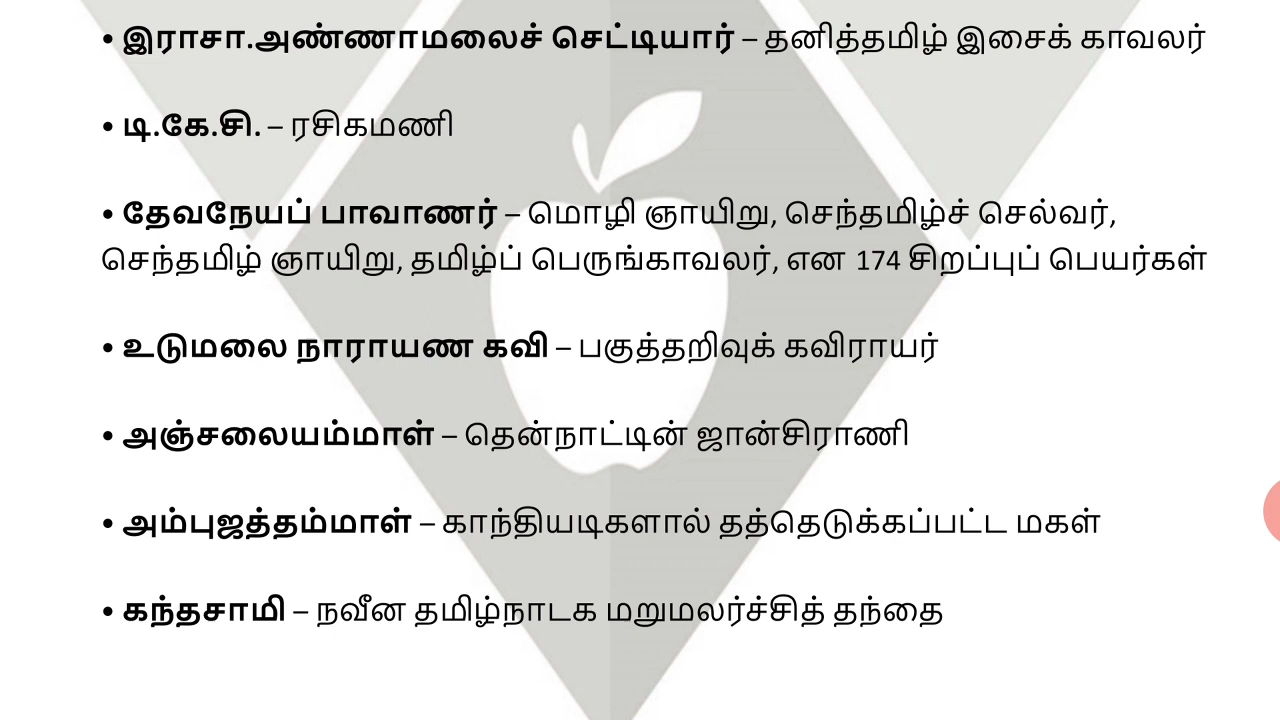 • இராசா.அண்ணாமலைச் செட்டியார் – தனித்தமிழ் இசைக் காவலர்
• டி.கே.சி. – ரசிகமணி
• தேவநேயப் பாவாணர் – மொழி ஞாயிறு, செந்தமிழ்ச் செல்வர்,
செந்தமிழ் ஞாயிறு, தமிழ்ப் பெருங்காவலர், என 174 சிறப்புப் பெயர்கள்
• உடுமலை நாராயண கவி – பகுத்தறிவுக் கவிராயர்
• அஞ்சலையம்மாள் – தென்நாட்டின் ஜான்சிராணி
• அம்புஜத்தம்மாள் – காந்தியடிகளால் தத்தெடுக்கப்பட்ட மகள்
• கந்தசாமி – நவீன தமிழ்நாடக மறுமலர்ச்சித் தந்தை